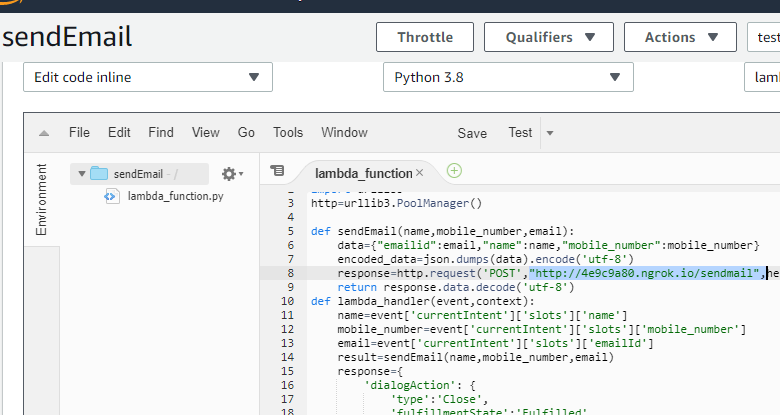 sendEmail
Throttle
Qualifiers
Actions
test
Edit code inline
Python 3.8
File Edit Find View Go Tools Window Save Test
Environment
sendEmail - /
lambda_function.py
lambda_function
3 http=urllib3.PoolManager()
4
5 def sendEmail(name,mobile_number,email):
6 data={"emailid":email,"name":name,"mobile_number":mobile_number}
7 encoded_data=json.dumps(data).encode('utf-8')
8 response=http.request('POST',"http://4e9c9a80.ngrok.io/sendmail",he
9 return response.data.decode('utf-8')
10 def lambda_handler(event,context):
11 name=event['currentIntent']['slots']['name']
12 mobile_number=event['currentIntent']['slots']['mobile_number']
13 email=event['currentIntent']['slots']['emailId']
14 result=sendEmail(name,mobile_number,email)
15 response={
16 'dialogAction': {
17 'type':'Close',
18 'fulfillmentState':'Fulfilled'